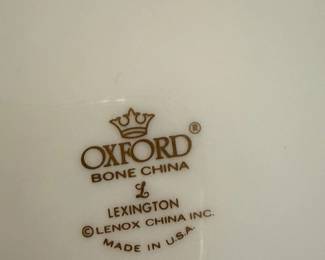 OXFORD®
BONE CHINA
L
LEXINGTON
© LENOX CHINA INC.
MADE IN U.S.A.